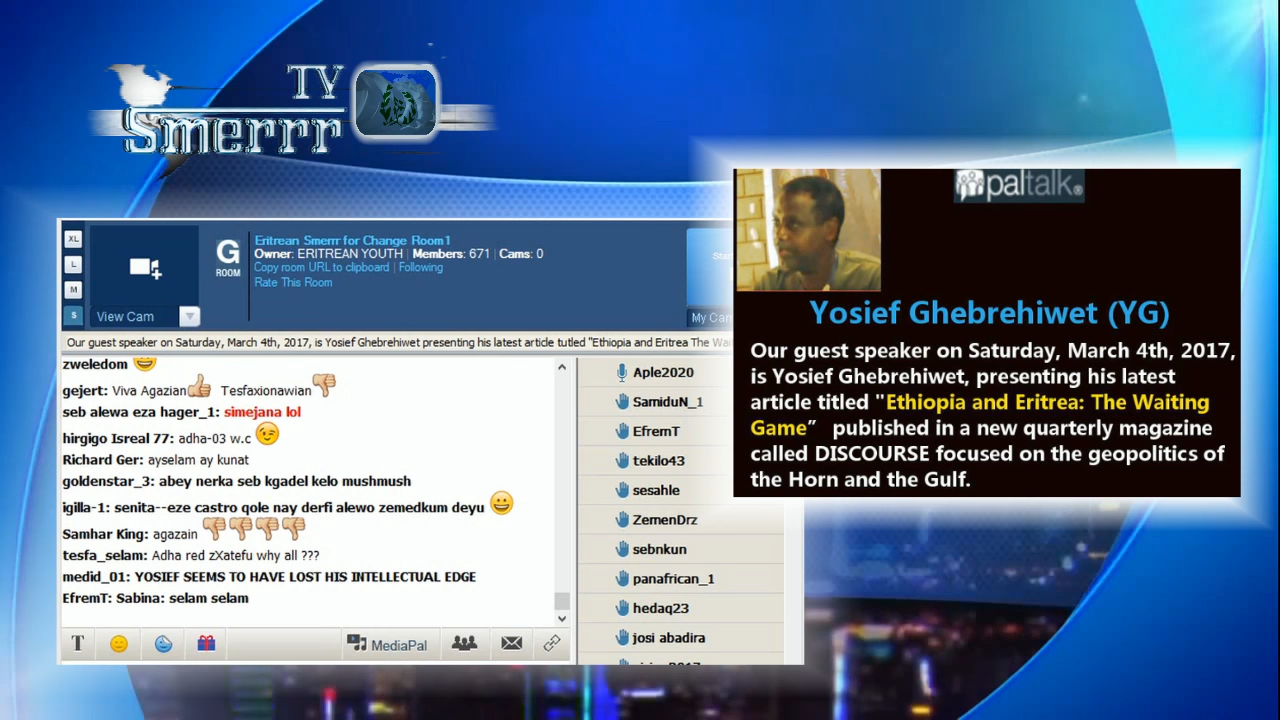 TV
Smerrr
XL
L
M
S
View Cam
G
ROOM
Eritrean Smerrr for Change Room1
Owner: ERITREAN YOUTH | Members: 671 | Cams: 0
Copy room URL to clipboard | Following
Rate This Room
Star
My Cam
Our guest speaker on Saturday, March 4th, 2017, is Yosief Ghebrehiwet presenting his latest article tutled "Ethiopia and Eritrea The Wai
zweledom
gejert: Viva Agazian Tesfaxionawian
seb alewa eza hager_1: simejana lol
hirgigo Isreal 77: adha-03 w.c
Richard Ger: ayselam ay kunat
goldenstar_3: abey nerka seb kgadel kelo mushmush
igilla-1: senita--eze castro qole nay derfi alewo zemedkum deyu
Samhar King: agazain
tesfa_selam: Adha red zXatefu why all ???
medid_01: YOSIEF SEEMS TO HAVE LOST HIS INTELLECTUAL EDGE
EfremT: Sabina: selam selam
T
MediaPal
Aple2020
SamiduN_1
EfremT
tekilo43
sesahle
ZemenDrz
sebnkun
panafrican_1
hedaq23
josi abadira
paltalk®
Yosief Ghebrehiwet (YG)
Our guest speaker on Saturday, March 4th, 2017,
is Yosief Ghebrehiwet, presenting his latest
article titled "Ethiopia and Eritrea: The Waiting
Game” published in a new quarterly magazine
called DISCOURSE focused on the geopolitics of
the Horn and the Gulf.